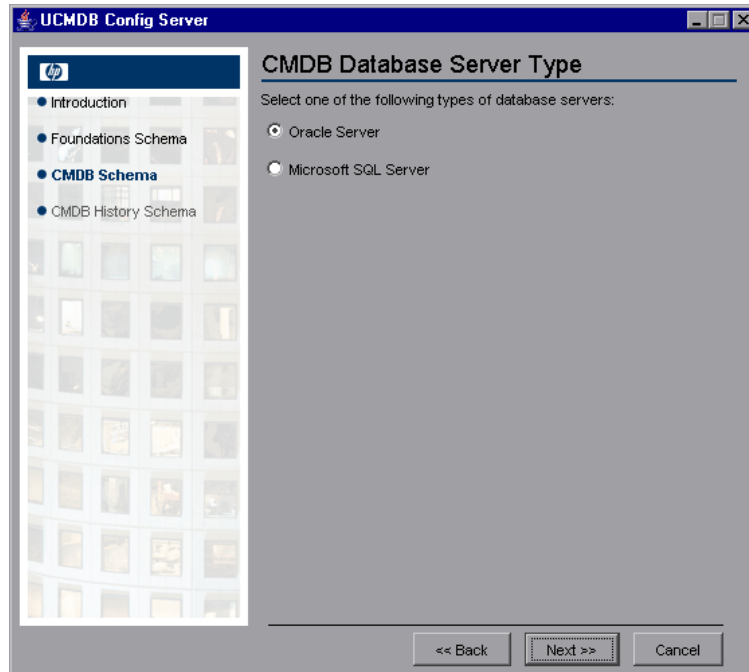 UCMDB Config Server
hp
Introduction
Foundations Schema
CMDB Schema
CMDB History Schema
CMDB Database Server Type
Select one of the following types of database servers:
Oracle Server
Microsoft SQL Server
<< Back
Next >>
Cancel